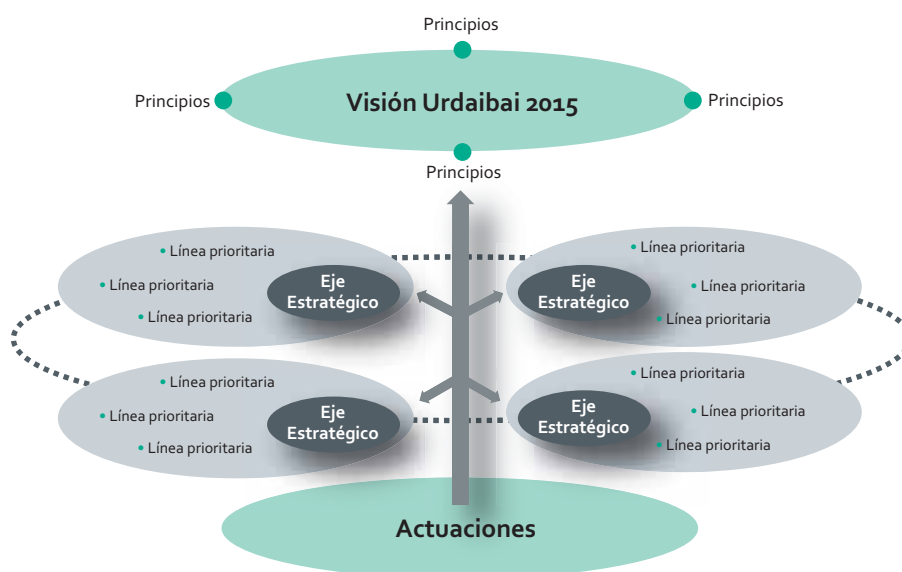 Principios
Visión Urdaibai 2015
Principios
Principios
Principios
• Línea prioritaria
• Línea prioritaria
• Línea prioritaria
Eje
Estratégico
• Línea prioritaria
• Línea prioritaria
• Línea prioritaria
Eje
Estratégico
• Línea prioritaria
• Línea prioritaria
• Línea prioritaria
Eje
Estratégico
• Línea prioritaria
• Línea prioritaria
• Línea prioritaria
Eje
Estratégico
Actuaciones